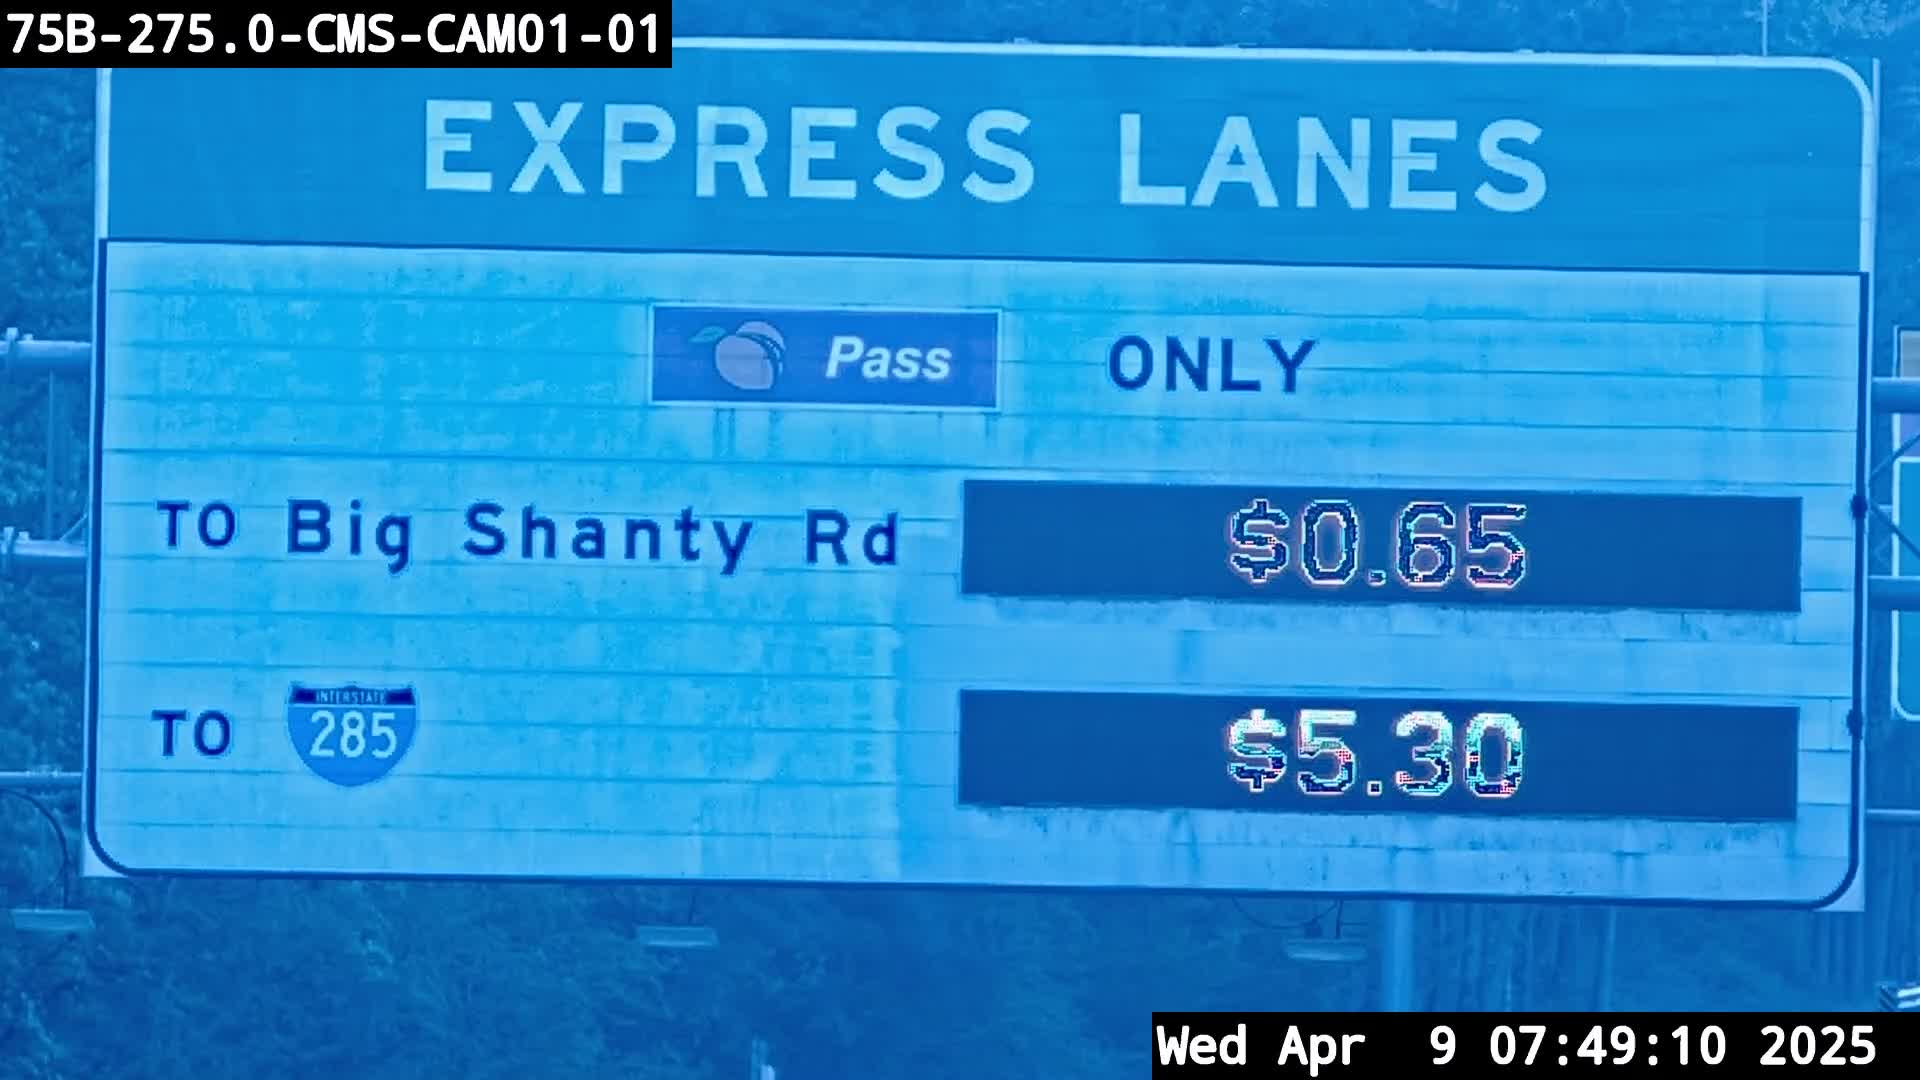 75B-275.0-CMS-CAM01-01
EXPRESS LANES
Pass ONLY
TO Big Shanty Rd $0.65
INTERSTATE
TO 285 $5.30
Wed Apr 9 07:49:10 2025